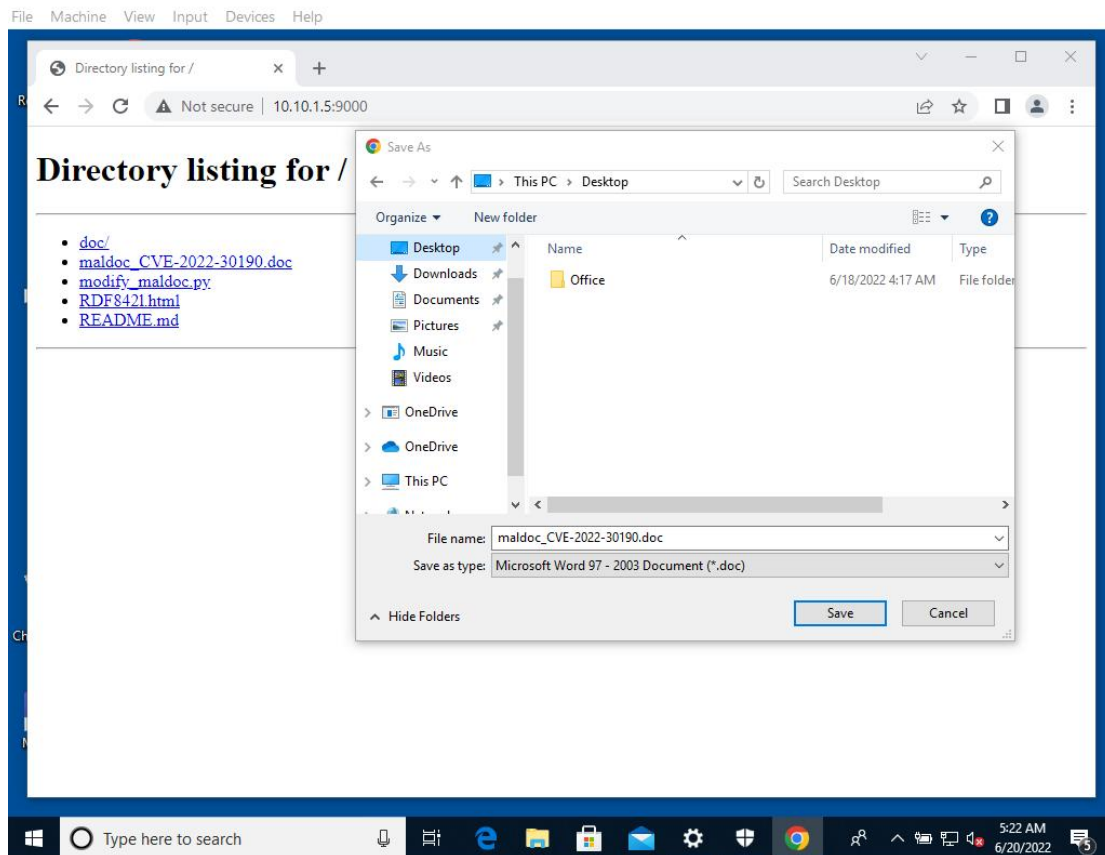 File Machine View Input Devices Help
Directory listing for /
Not secure | 10.10.1.5:9000
Save As
Directory listing for /
This PC > Desktop
Search Desktop
Organize New folder
doc/
maldoc_CVE-2022-30190.doc
modify_maldoc.py
RDF842l.html
README.md
Desktop
Downloads
Documents
Pictures
Music
Videos
OneDrive
OneDrive
This PC
Name Date modified Type
Office 6/18/2022 4:17 AM File folder
File name: maldoc_CVE-2022-30190.doc
Save as type: Microsoft Word 97 - 2003 Document (*.doc)
Hide Folders Save Cancel
Ch
Type here to search
5:22 AM
6/20/2022
5